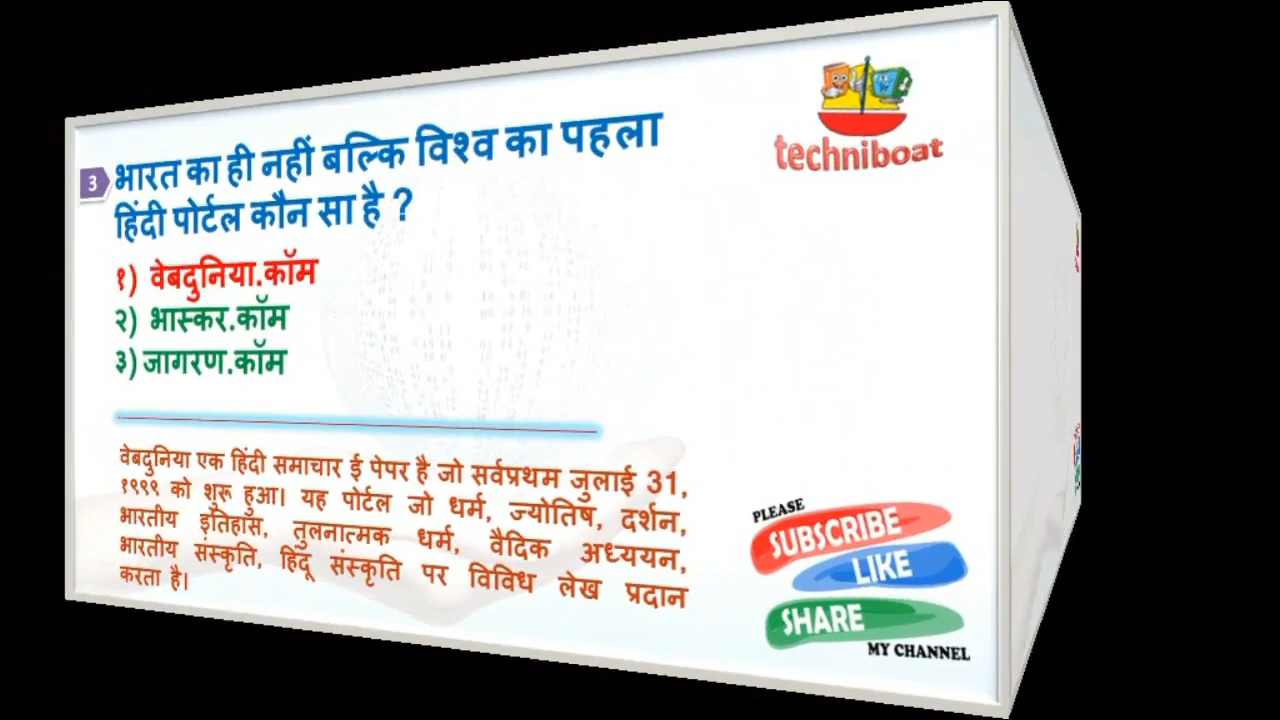 techniboat
3 भारत का ही नहीं बल्कि विश्व का पहला
हिंदी पोर्टल कौन सा है ?
१) वेबदुनिया.कॉम
२) भास्कर.कॉम
३) जागरण.कॉम
वेबदुनिया एक हिंदी समाचार ई पेपर है जो सर्वप्रथम जुलाई 31,
१९९९ को शुरू हुआ। यह पोर्टल जो धर्म, ज्योतिष, दर्शन,
भारतीय इतिहास, तुलनात्मक धर्म, वैदिक अध्ययन,
भारतीय संस्कृति, हिंदू संस्कृति पर विविध लेख प्रदान
करता है।
PLEASE
SUBSCRIBE
LIKE
SHARE
MY CHANNEL